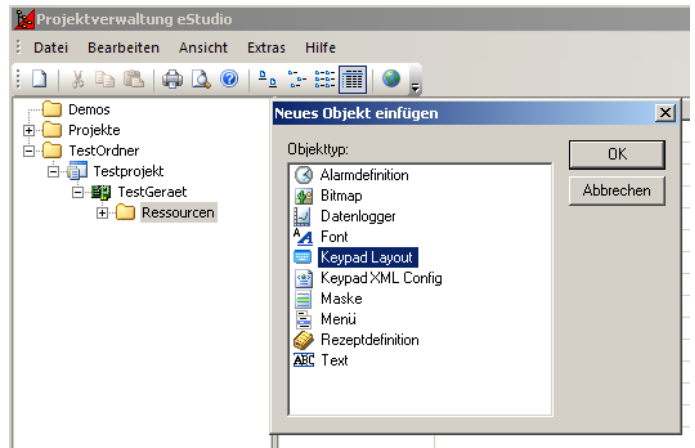 Projektverwaltung eStudio
Datei Bearbeiten Ansicht Extras Hilfe
Demos
Projekte
TestOrdner
Testprojekt
TestGeraet
Ressourcen
Neues Objekt einfügen
Objekttyp:
Alarmdefinition
Bitmap
Datenlogger
Font
Keypad Layout
Keypad XML Config
Maske
Menü
Rezeptdefinition
ABC Text
OK
Abbrechen